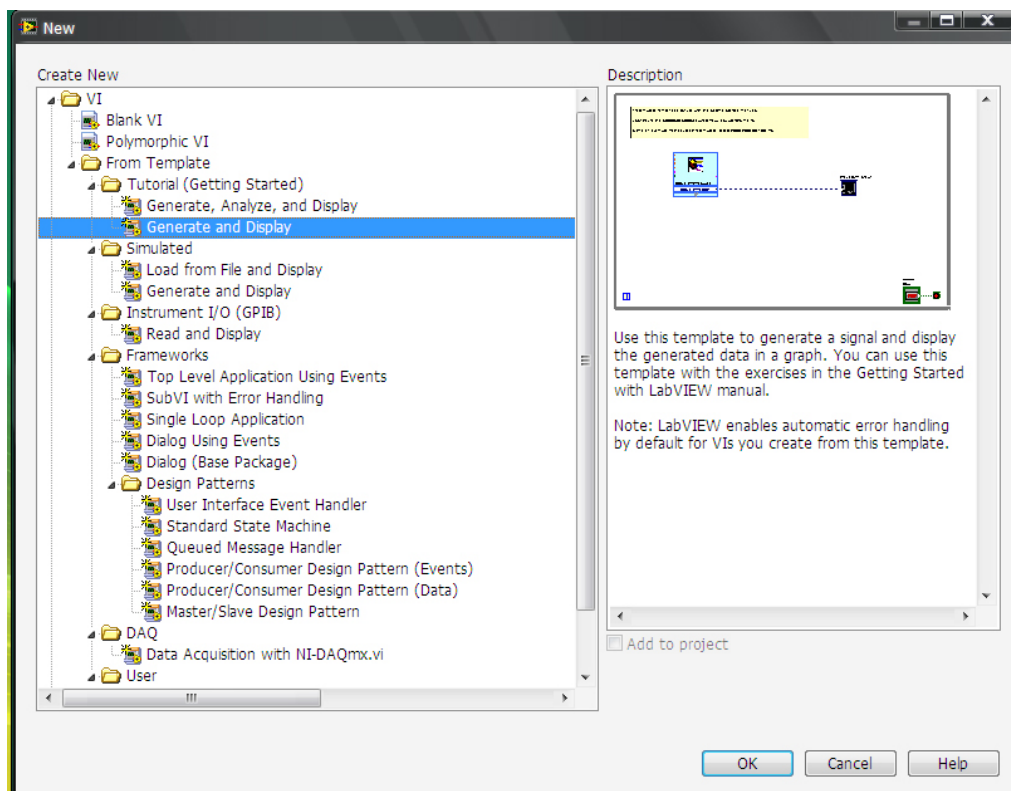 New
Create New
VI
Blank VI
Polymorphic VI
From Template
Tutorial (Getting Started)
Generate, Analyze, and Display
Generate and Display
Simulated
Load from File and Display
Generate and Display
Instrument I/O (GPIB)
Read and Display
Frameworks
Top Level Application Using Events
SubVI with Error Handling
Single Loop Application
Dialog Using Events
Dialog (Base Package)
Design Patterns
User Interface Event Handler
Standard State Machine
Queued Message Handler
Producer/Consumer Design Pattern (Events)
Producer/Consumer Design Pattern (Data)
Master/Slave Design Pattern
DAQ
Data Acquisition with NI-DAQmx.vi
User
Description
Use this template to generate a signal and display
the generated data in a graph. You can use this
template with the exercises in the Getting Started
with LabVIEW manual.
Note: LabVIEW enables automatic error handling
by default for VIs you create from this template.
Add to project
OK
Cancel
Help